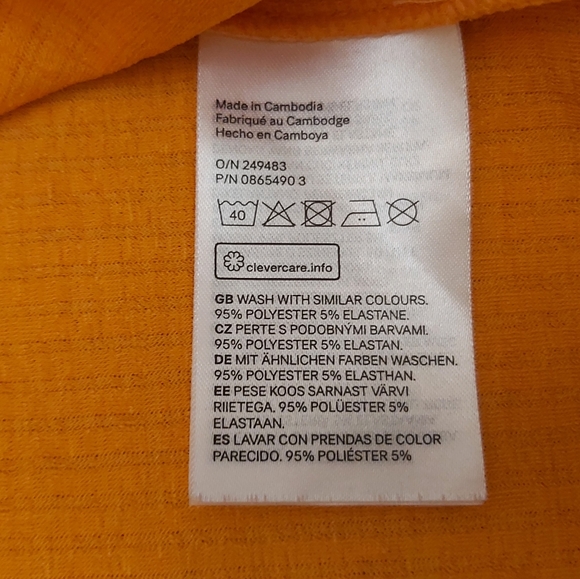 Made in Cambodia
Fabriqué au Cambodge
Hecho en Camboya
O/N 249483
P/N 0865490 3
40
clevercare.info
GB WASH WITH SIMILAR COLOURS.
95% POLYESTER 5% ELASTANE.
CZ PERTE S PODOBNÝMI BARVAMI.
95% POLYESTER 5% ELASTAN.
DE MIT ÄHNLICHEN FARBEN WASCHEN.
95% POLYESTER 5% ELASTHAN.
EE PESE KOOS SARNAST VÄRVI
RIIETEGA. 95% POLÜESTER 5%
ELASTAAN.
ES LAVAR CON PRENDAS DE COLOR
PARECIDO. 95% POLIÉSTER 5%